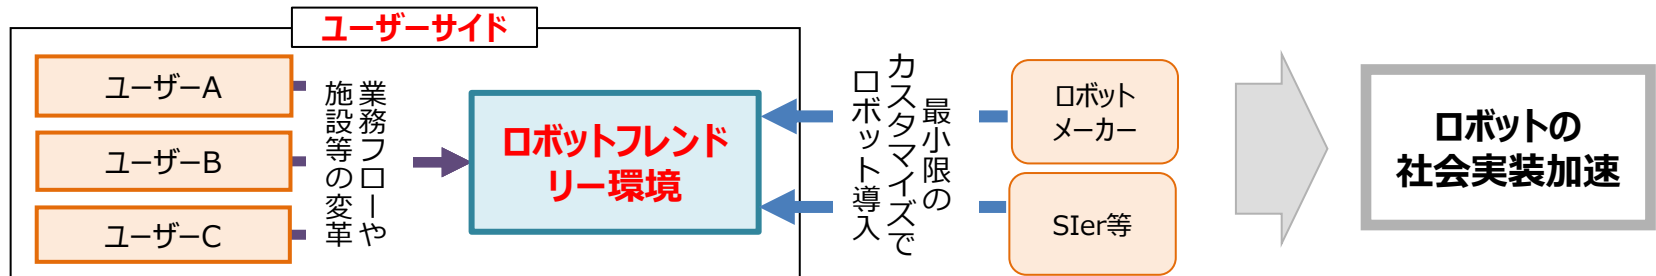 ユーザーサイド
ユーザーA
ユーザーB
ユーザーC
業務フローや
施設等の変革
ロボットフレンド
リー環境
最小限の
カスタマイズで
ロボット導入
ロボット
メーカー
SIer等
ロボットの
社会実装加速